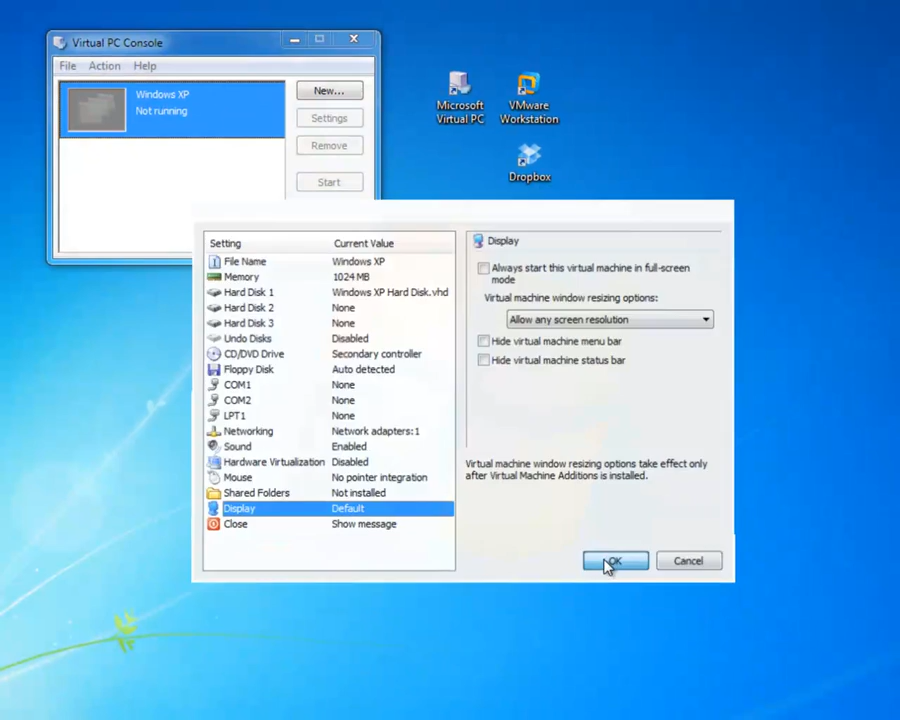 Virtual PC Console
File Action Help
Windows XP
Not running
New...
Settings
Remove
Start
Microsoft
Virtual PC
VMware
Workstation
Dropbox
Setting Current Value
File Name Windows XP
Memory 1024 MB
Hard Disk 1 Windows XP Hard Disk.vhd
Hard Disk 2 None
Hard Disk 3 None
Undo Disks Disabled
CD/DVD Drive Secondary controller
Floppy Disk Auto detected
COM1 None
COM2 None
LPT1 None
Networking Network adapters:1
Sound Enabled
Hardware Virtualization Disabled
Mouse No pointer integration
Shared Folders Not installed
Display Default
Close Show message
Display
Always start this virtual machine in full-screen
mode
Virtual machine window resizing options:
Allow any screen resolution
Hide virtual machine menu bar
Hide virtual machine status bar
Virtual machine window resizing options take effect only
after Virtual Machine Additions is installed.
OK Cancel